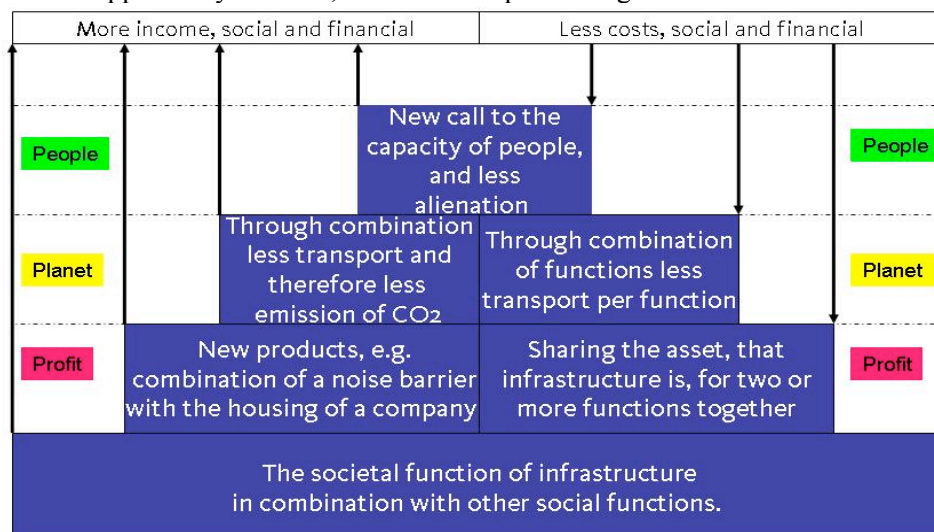 More income, social and financial
Less costs, social and financial
New call to the
capacity of people,
and less
alienation
People
People
Through combination
less transport and
therefore less
emission of CO2
Through combination
of functions less
transport per function
Planet
Planet
New products, e.g.
combination of a noise barrier
with the housing of a company
Sharing the asset, that
infrastructure is, for two or
more functions together
Profit
Profit
The societal function of infrastructure
in combination with other social functions.